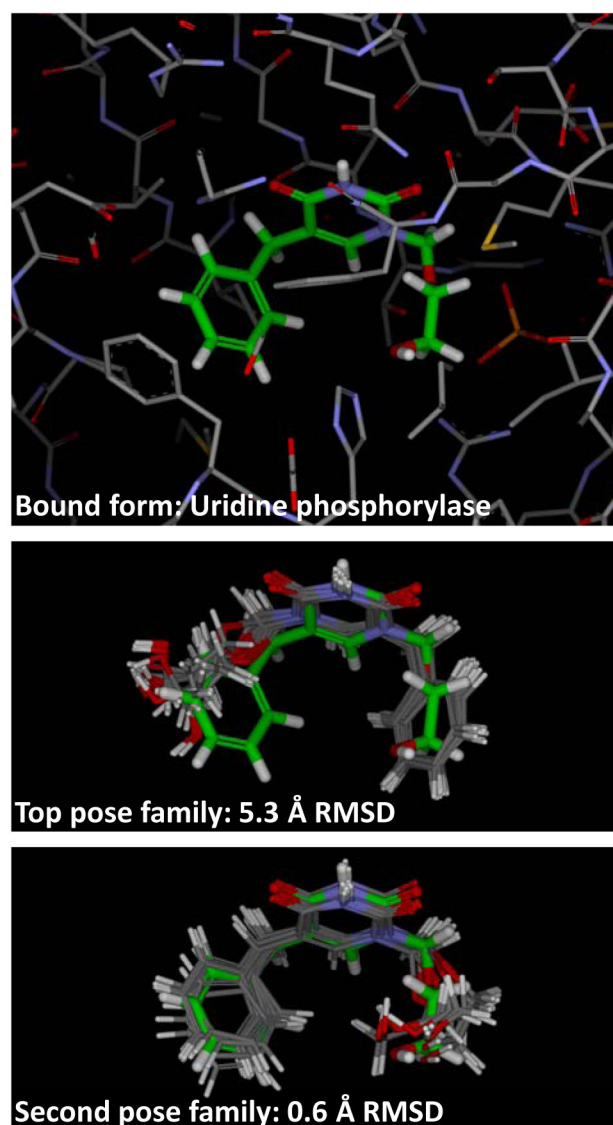 Bound form: Uridine phosphorylase
Top pose family: 5.3 Å RMSD
Second pose family: 0.6 Å RMSD